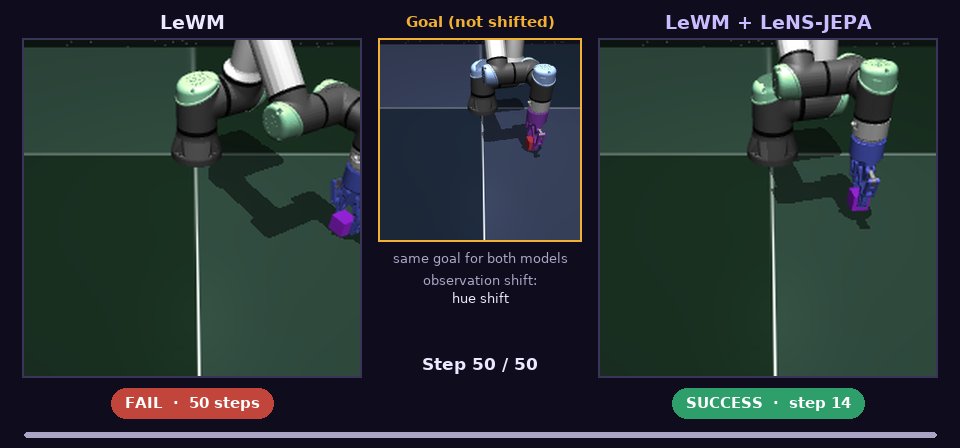 LeWM
Goal (not shifted)
LeWM + LeNS-JEPA
same goal for both models
observation shift:
hue shift
Step 50 / 50
FAIL · 50 steps
SUCCESS · step 14